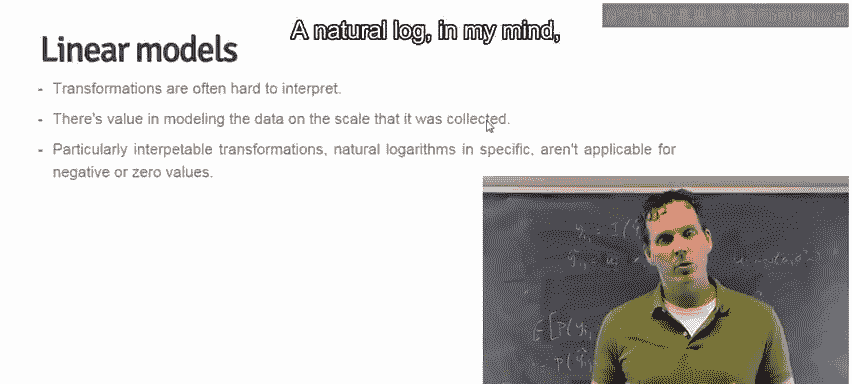 A natural log, in my mind,
Linear models
- Transformations are often hard to interpret.
- There's value in modeling the data on the scale that it was collected.
- Particularly interpetable transformations, natural logarithms in specific, aren't applicable for
negative or zero values.